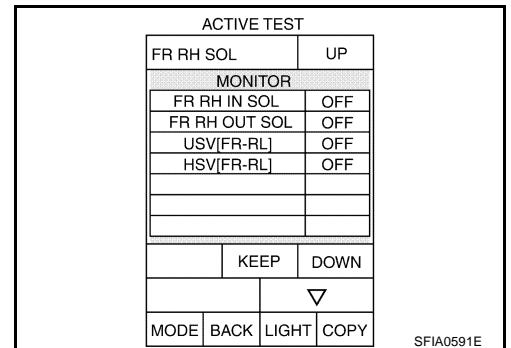 ACTIVE TEST
FR RH SOL UP
MONITOR
FR RH IN SOL OFF
FR RH OUT SOL OFF
USV[FR-RL] OFF
HSV[FR-RL] OFF
KEEP DOWN
MODE BACK LIGHT COPY
SFIA0591E